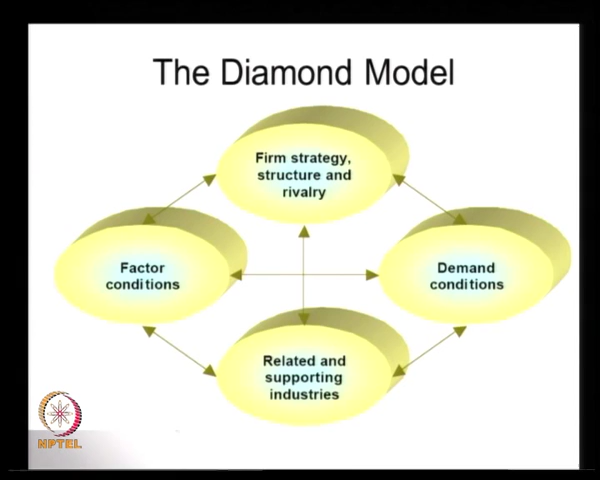 The Diamond Model
Firm strategy,
structure and
rivalry
Factor
conditions
Demand
conditions
Related and
supporting
industries
NPTEL